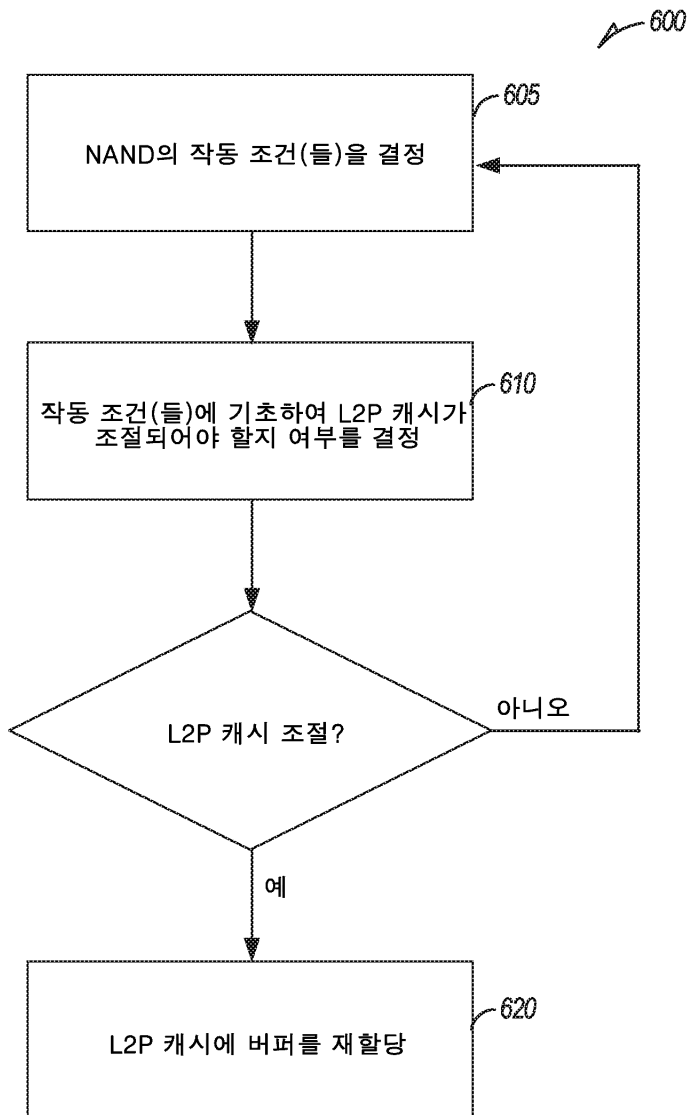 600
605
NAND의 작동 조건(들)을 결정
610
작동 조건(들)에 기초하여 L2P 캐시가
조절되어야 할지 여부를 결정
L2P 캐시 조절?
아니오
예
620
L2P 캐시에 버퍼를 재할당